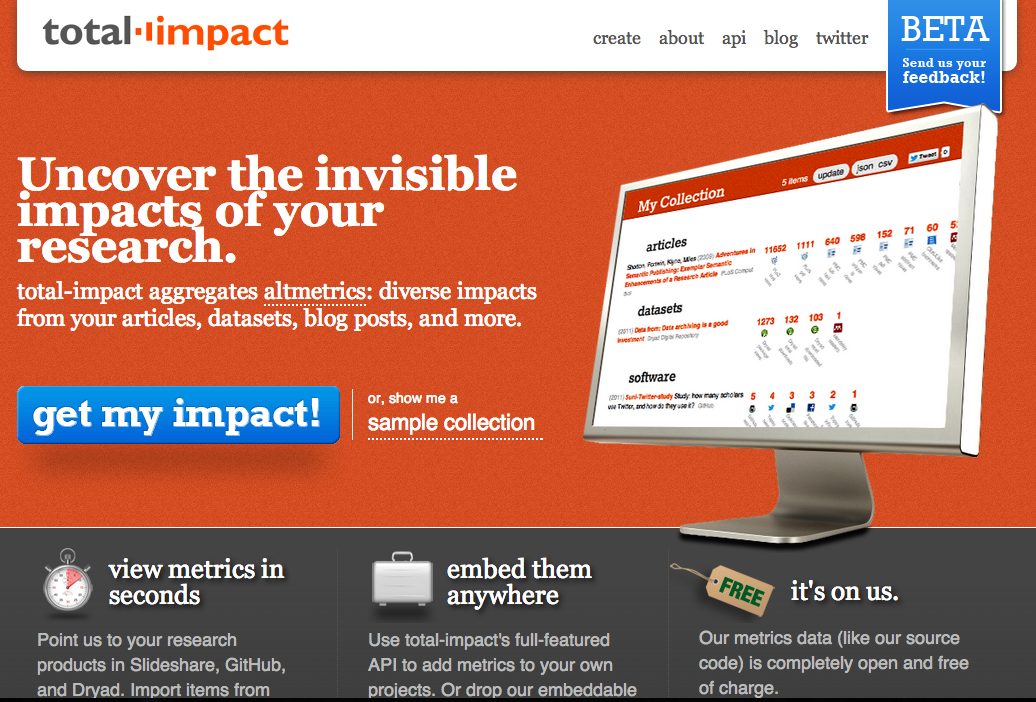 total-impact
create about api blog twitter
BETA
Send us your
feedback!
Uncover the invisible
impacts of your
research.
total-impact aggregates altmetrics: diverse impacts
from your articles, datasets, blog posts, and more.
get my impact!
or, show me a
sample collection
My Collection
5 items update json csv Tweet 0
articles
Shotton, Portwin, Klyne, Miles (2009) Adventures in
Semantic Publishing: Exemplar Semantic
Enhancements of a Research Article PLoS Comput
Biol
11652 1111 640 598 152 71 60
datasets
(2011) Data from: Data archiving is a good
investment Dryad Digital Repository
1273 132 103 1
software
(2011) Sunl-Twitter-study Study: how many scholars
use Twitter, and how do they use it? GitHub
5 4 3 3 2 1
view metrics in
seconds
Point us to your research
products in Slideshare, GitHub,
and Dryad. Import items from
embed them
anywhere
Use total-impact's full-featured
API to add metrics to your own
projects. Or drop our embeddable
FREE
it's on us.
Our metrics data (like our source
code) is completely open and free
of charge.